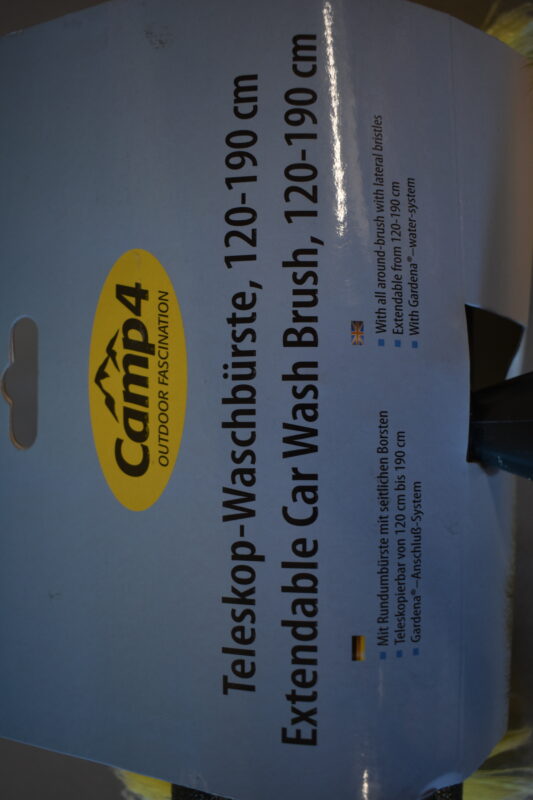 Camp4
OUTDOOR FASCINATION
Teleskop-Waschbürste, 120-190 cm
Extendable Car Wash Brush, 120-190 cm
Mit Rundumbürste mit seitlichen Borsten
Teleskopierbar von 120 cm bis 190 cm
Gardena®–Anschluß-System
With all around-brush with lateral bristles
Extendable from 120-190 cm
With Gardena®–water-system